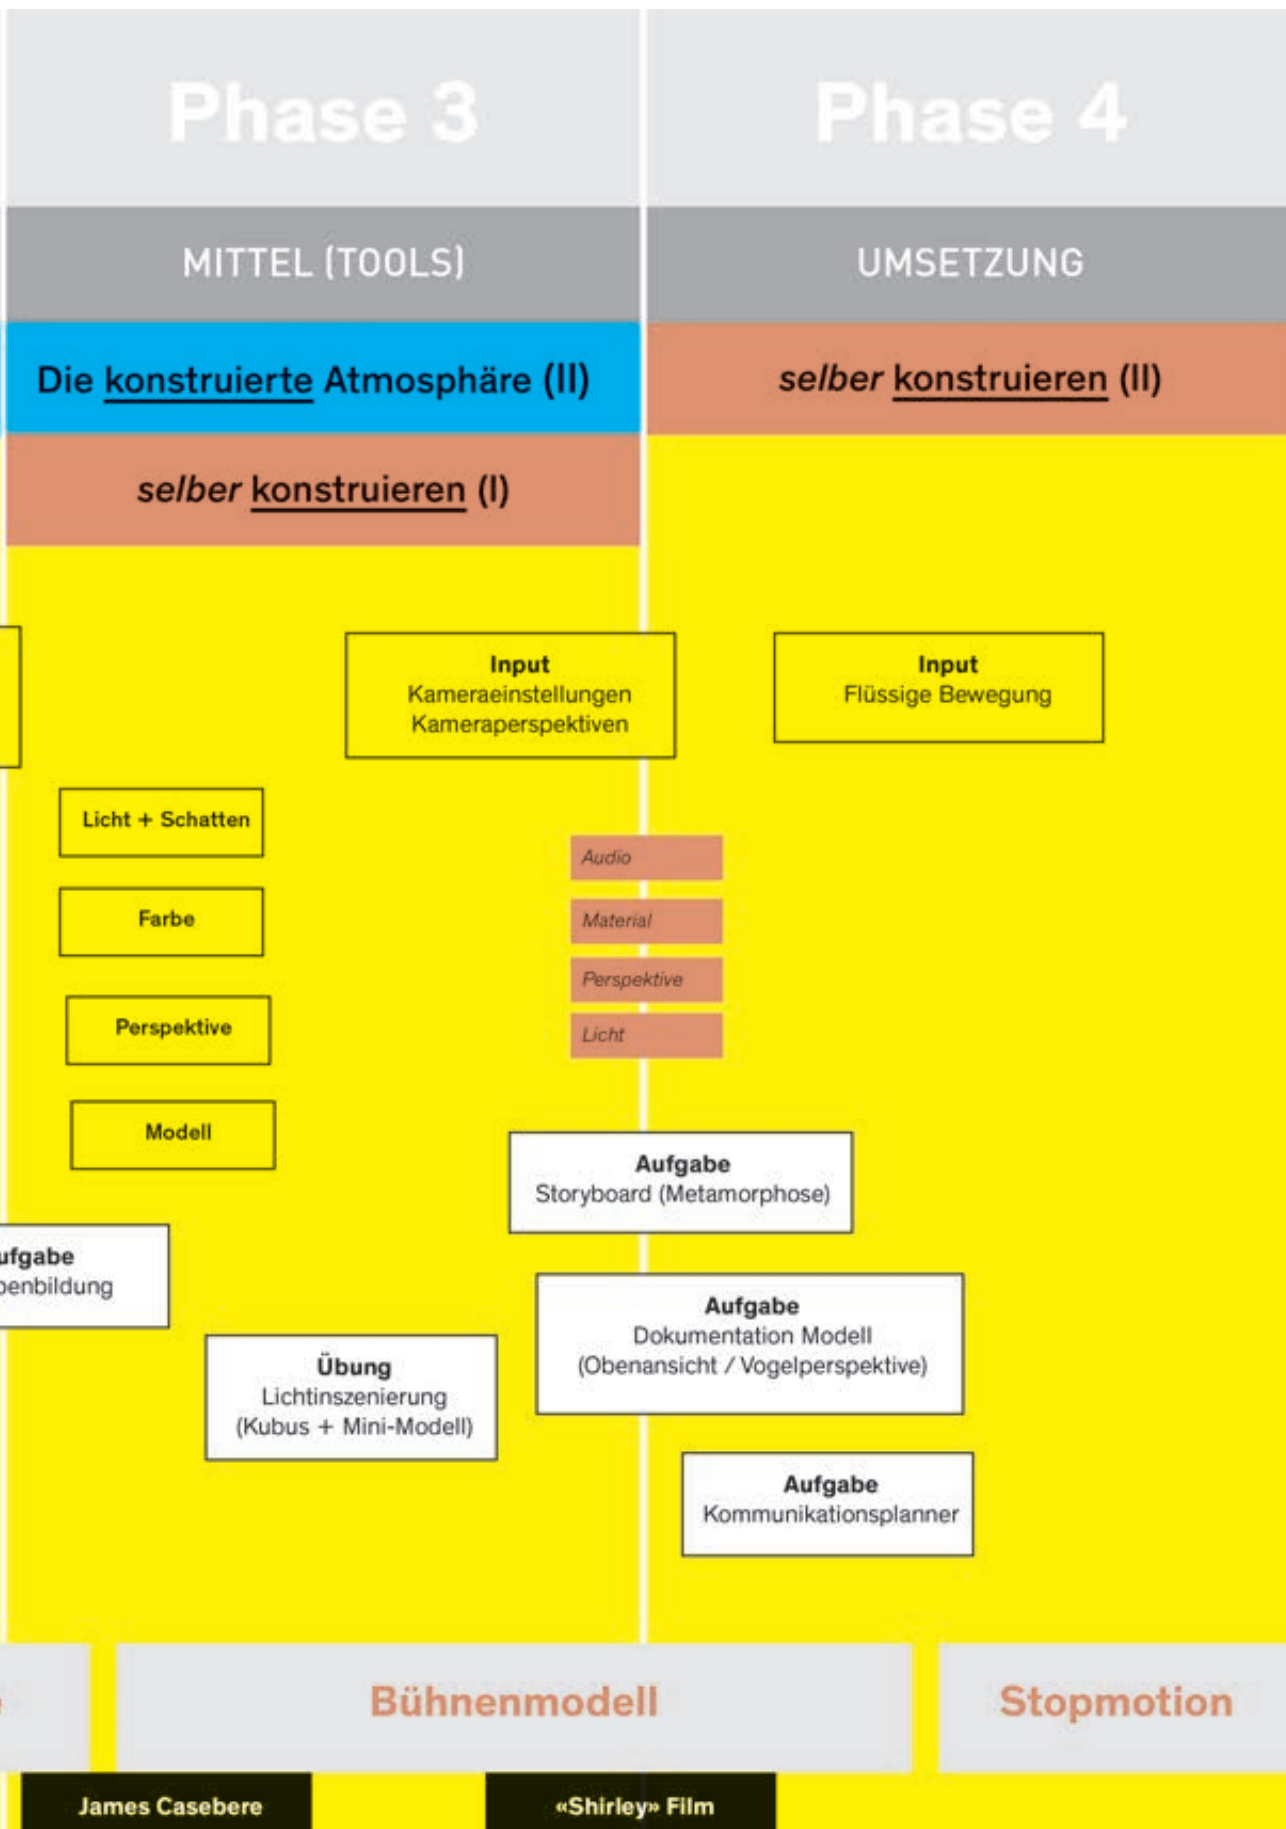 Phase 3
Phase 4
MITTEL (TOOLS)
UMSETZUNG
Die konstruierte Atmosphäre (II)
selber konstruieren (II)
selber konstruieren (I)
Input
Kameraeinstellungen
Kameraperspektiven
Input
Flüssige Bewegung
Licht + Schatten
Farbe
Perspektive
Modell
Audio
Material
Perspektive
Licht
Aufgabe
Storyboard (Metamorphose)
Aufgabe
Dokumentation Modell
(Obenansicht / Vogelperspektive)
Übung
Lichtinszenierung
(Kubus + Mini-Modell)
Aufgabe
Kommunikationsplanner
Bühnenmodell
Stopmotion
James Casebere
«Shirley» Film